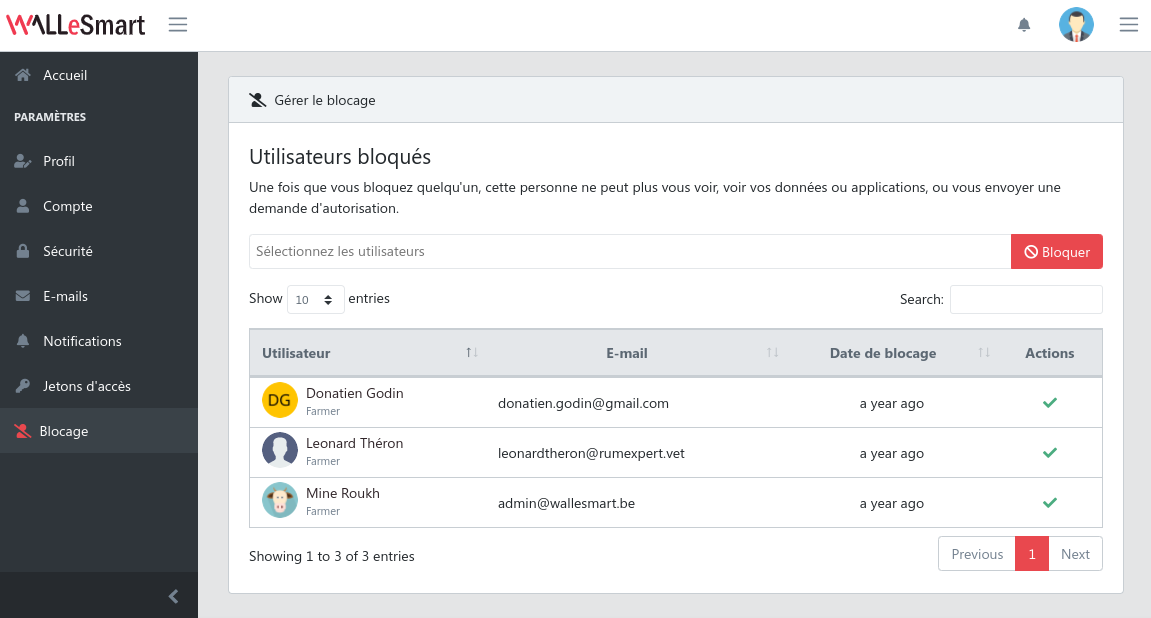 WALLeSmart
Accueil
PARAMÈTRES
Profil
Compte
Sécurité
E-mails
Notifications
Jetons d'accès
Blocage
Gérer le blocage
Utilisateurs bloqués
Une fois que vous bloquez quelqu'un, cette personne ne peut plus vous voir, voir vos données ou applications, ou vous envoyer une
demande d'autorisation.
Sélectionnez les utilisateurs Bloquer
Show 10 entries Search:
Utilisateur E-mail Date de blocage Actions
DG Donatien Godin donatien.godin@gmail.com a year ago
Farmer
Leonard Théron leonardtheron@rumexpert.vet a year ago
Farmer
Mine Roukh admin@wallesmart.be a year ago
Farmer
Showing 1 to 3 of 3 entries Previous 1 Next